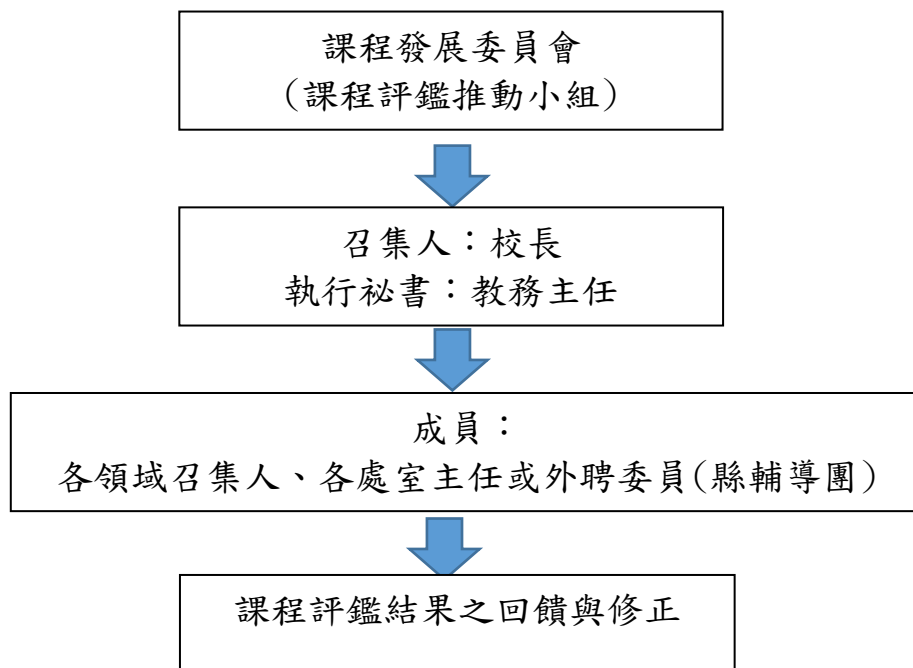 課程發展委員會
(課程評鑑推動小組)
召集人：校長
執行祕書：教務主任
成員：
各領域召集人、各處室主任或外聘委員(縣輔導團)
課程評鑑結果之回饋與修正